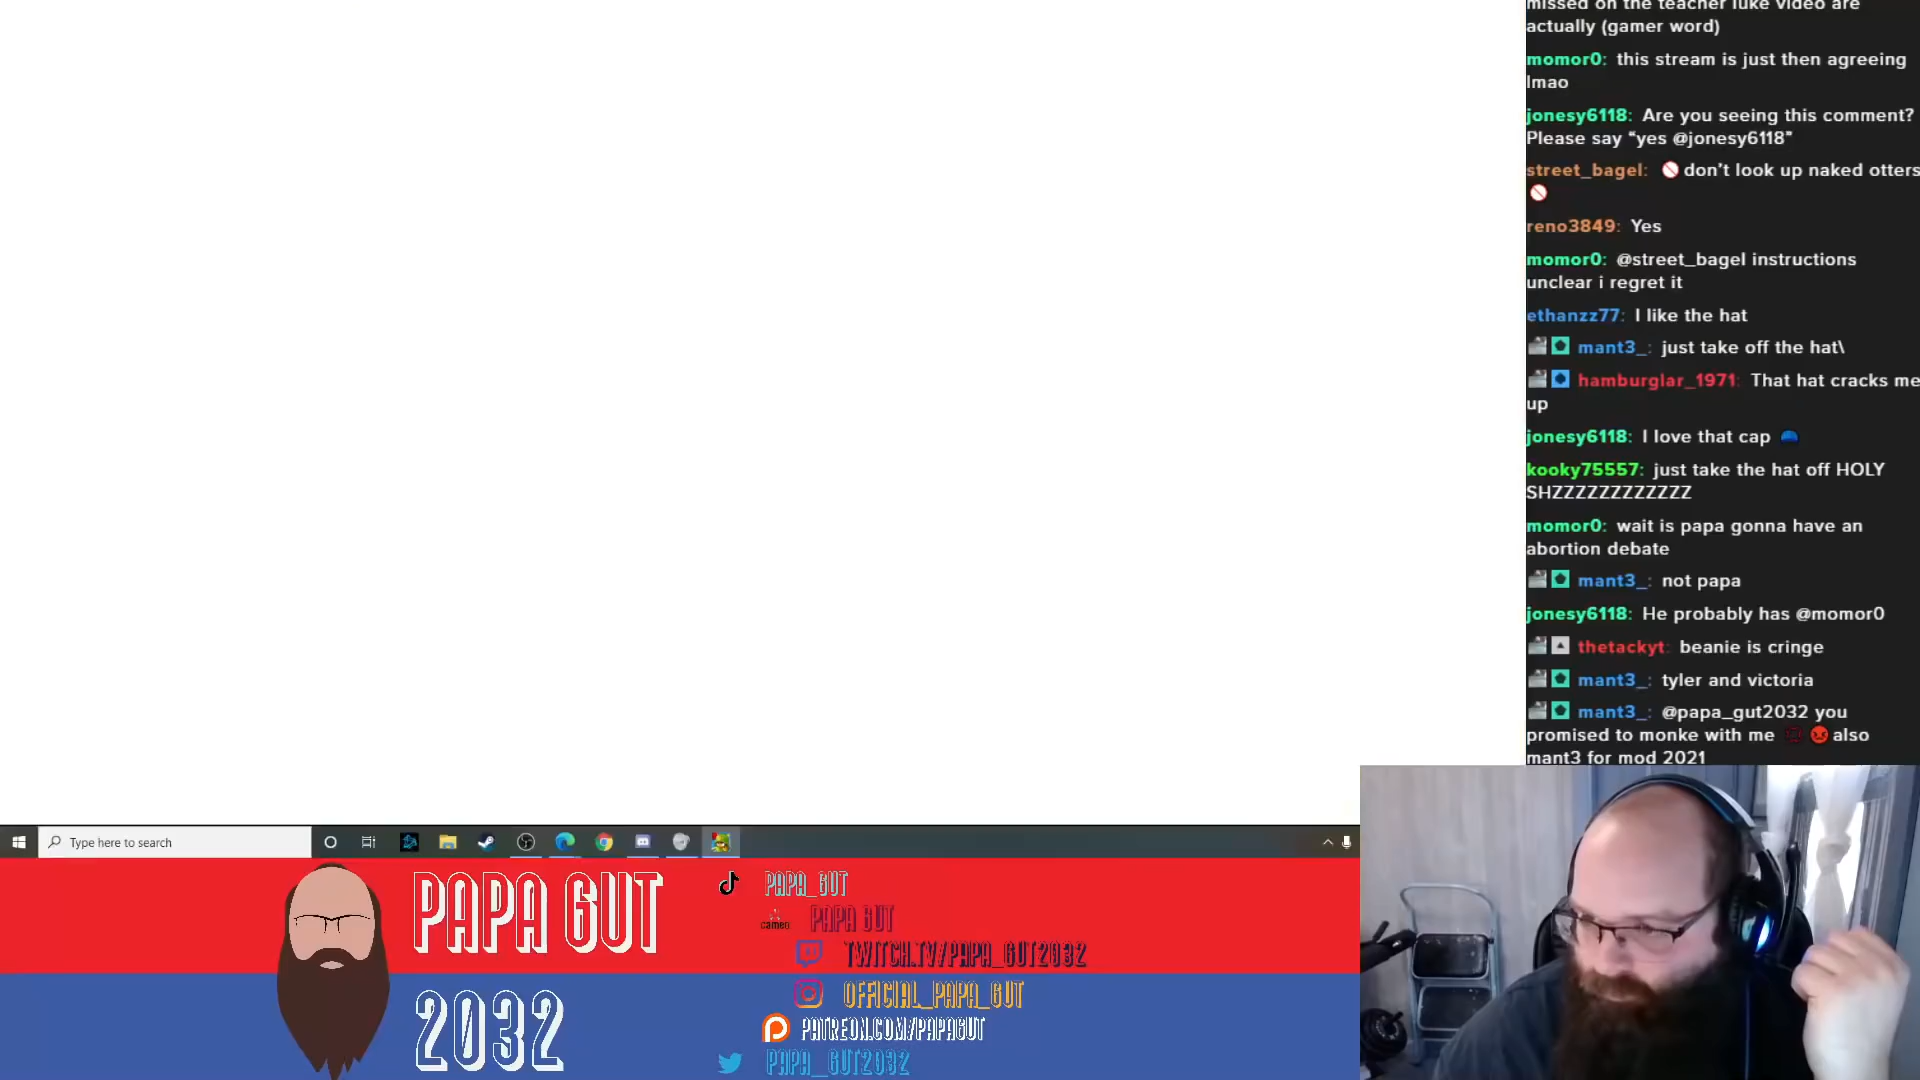 missed on the teacher luke video are
actually (gamer word)
momor0: this stream is just then agreeing
lmao
jonesy6118: Are you seeing this comment?
Please say “yes @jonesy6118”
street_bagel: 🚫don’t look up naked otters
🚫
reno3849: Yes
momor0: @street_bagel instructions
unclear i regret it
ethanzz77: I like the hat
mant3_: just take off the hat\
hamburglar_1971: That hat cracks me
up
jonesy6118: I love that cap 🧢
kooky75557: just take the hat off HOLY
SHZZZZZZZZZZZZ
momor0: wait is papa gonna have an
abortion debate
mant3_: not papa
jonesy6118: He probably has @momor0
thetackyt: beanie is cringe
mant3_: tyler and victoria
mant3_: @papa_gut2032 you
promised to monke with me 😡also
mant3 for mod 2021
Type here to search
PAPA GUT
2032
PAPA_GUT
cameo PAPA GUT
TWITCH.TV/PAPA_GUT2032
OFFICIAL_PAPA_GUT
PATREON.COM/PAPAGUT
PAPA_GUT2032